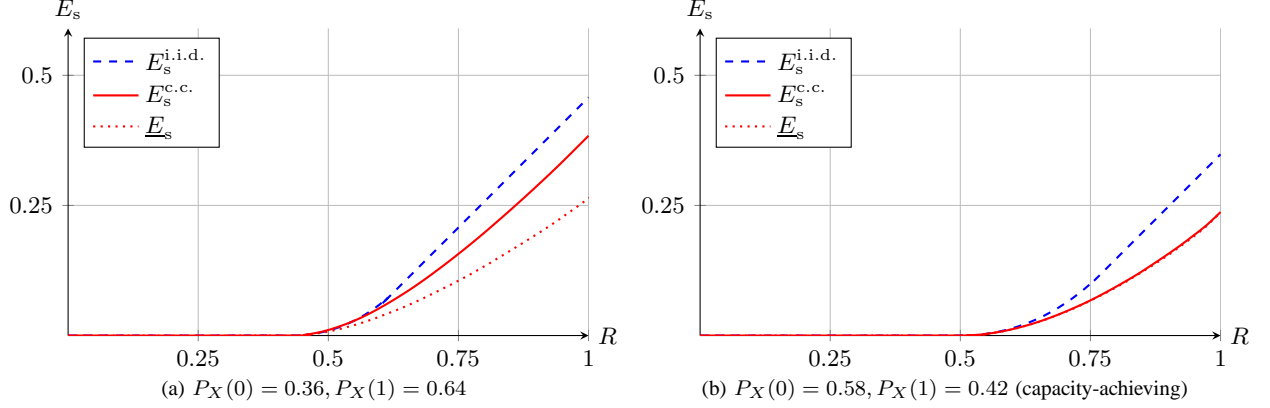 E_s
E_s^{i.i.d.}
E_s^{c.c.}
\underline{E}_s
0.5
0.25
0.25 0.5 0.75 1
R
(a) P_X(0) = 0.36, P_X(1) = 0.64
E_s
E_s^{i.i.d.}
E_s^{c.c.}
\underline{E}_s
0.5
0.25
0.25 0.5 0.75 1
R
(b) P_X(0) = 0.58, P_X(1) = 0.42 (capacity-achieving)